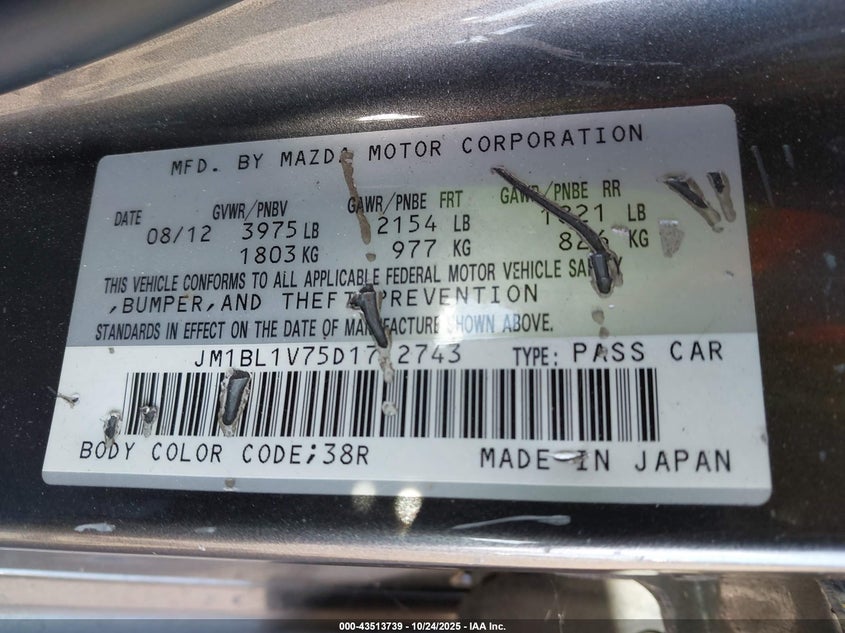 MFD. BY MAZDA MOTOR CORPORATION
DATE GVWR/PNBV GAWR/PNBE FRT GAWR/PNBE RR
08/12 3975 LB 2154 LB LB
1803 KG 977 KG KG
THIS VEHICLE CONFORMS TO ALL APPLICABLE FEDERAL MOTOR VEHICLE SAFETY
,BUMPER,AND THEFT PREVENTION
STANDARDS IN EFFECT ON THE DATE OF MANUFACTURE SHOWN ABOVE.
TYPE: PASS CAR
BODY COLOR CODE;38R MADE IN JAPAN
000-43513739 - 10/24/2025 - IAA Inc.